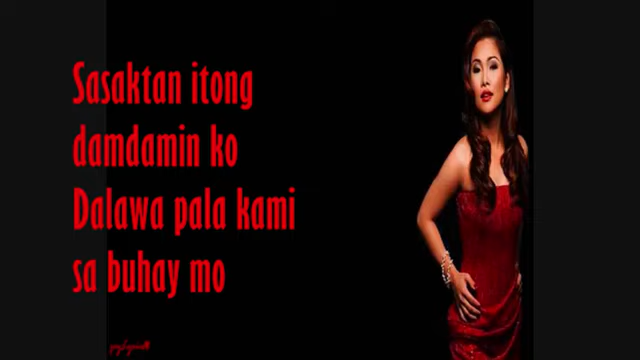 Sasaktan itong
damdamin ko
Dalawa pala kami
sa buhay mo